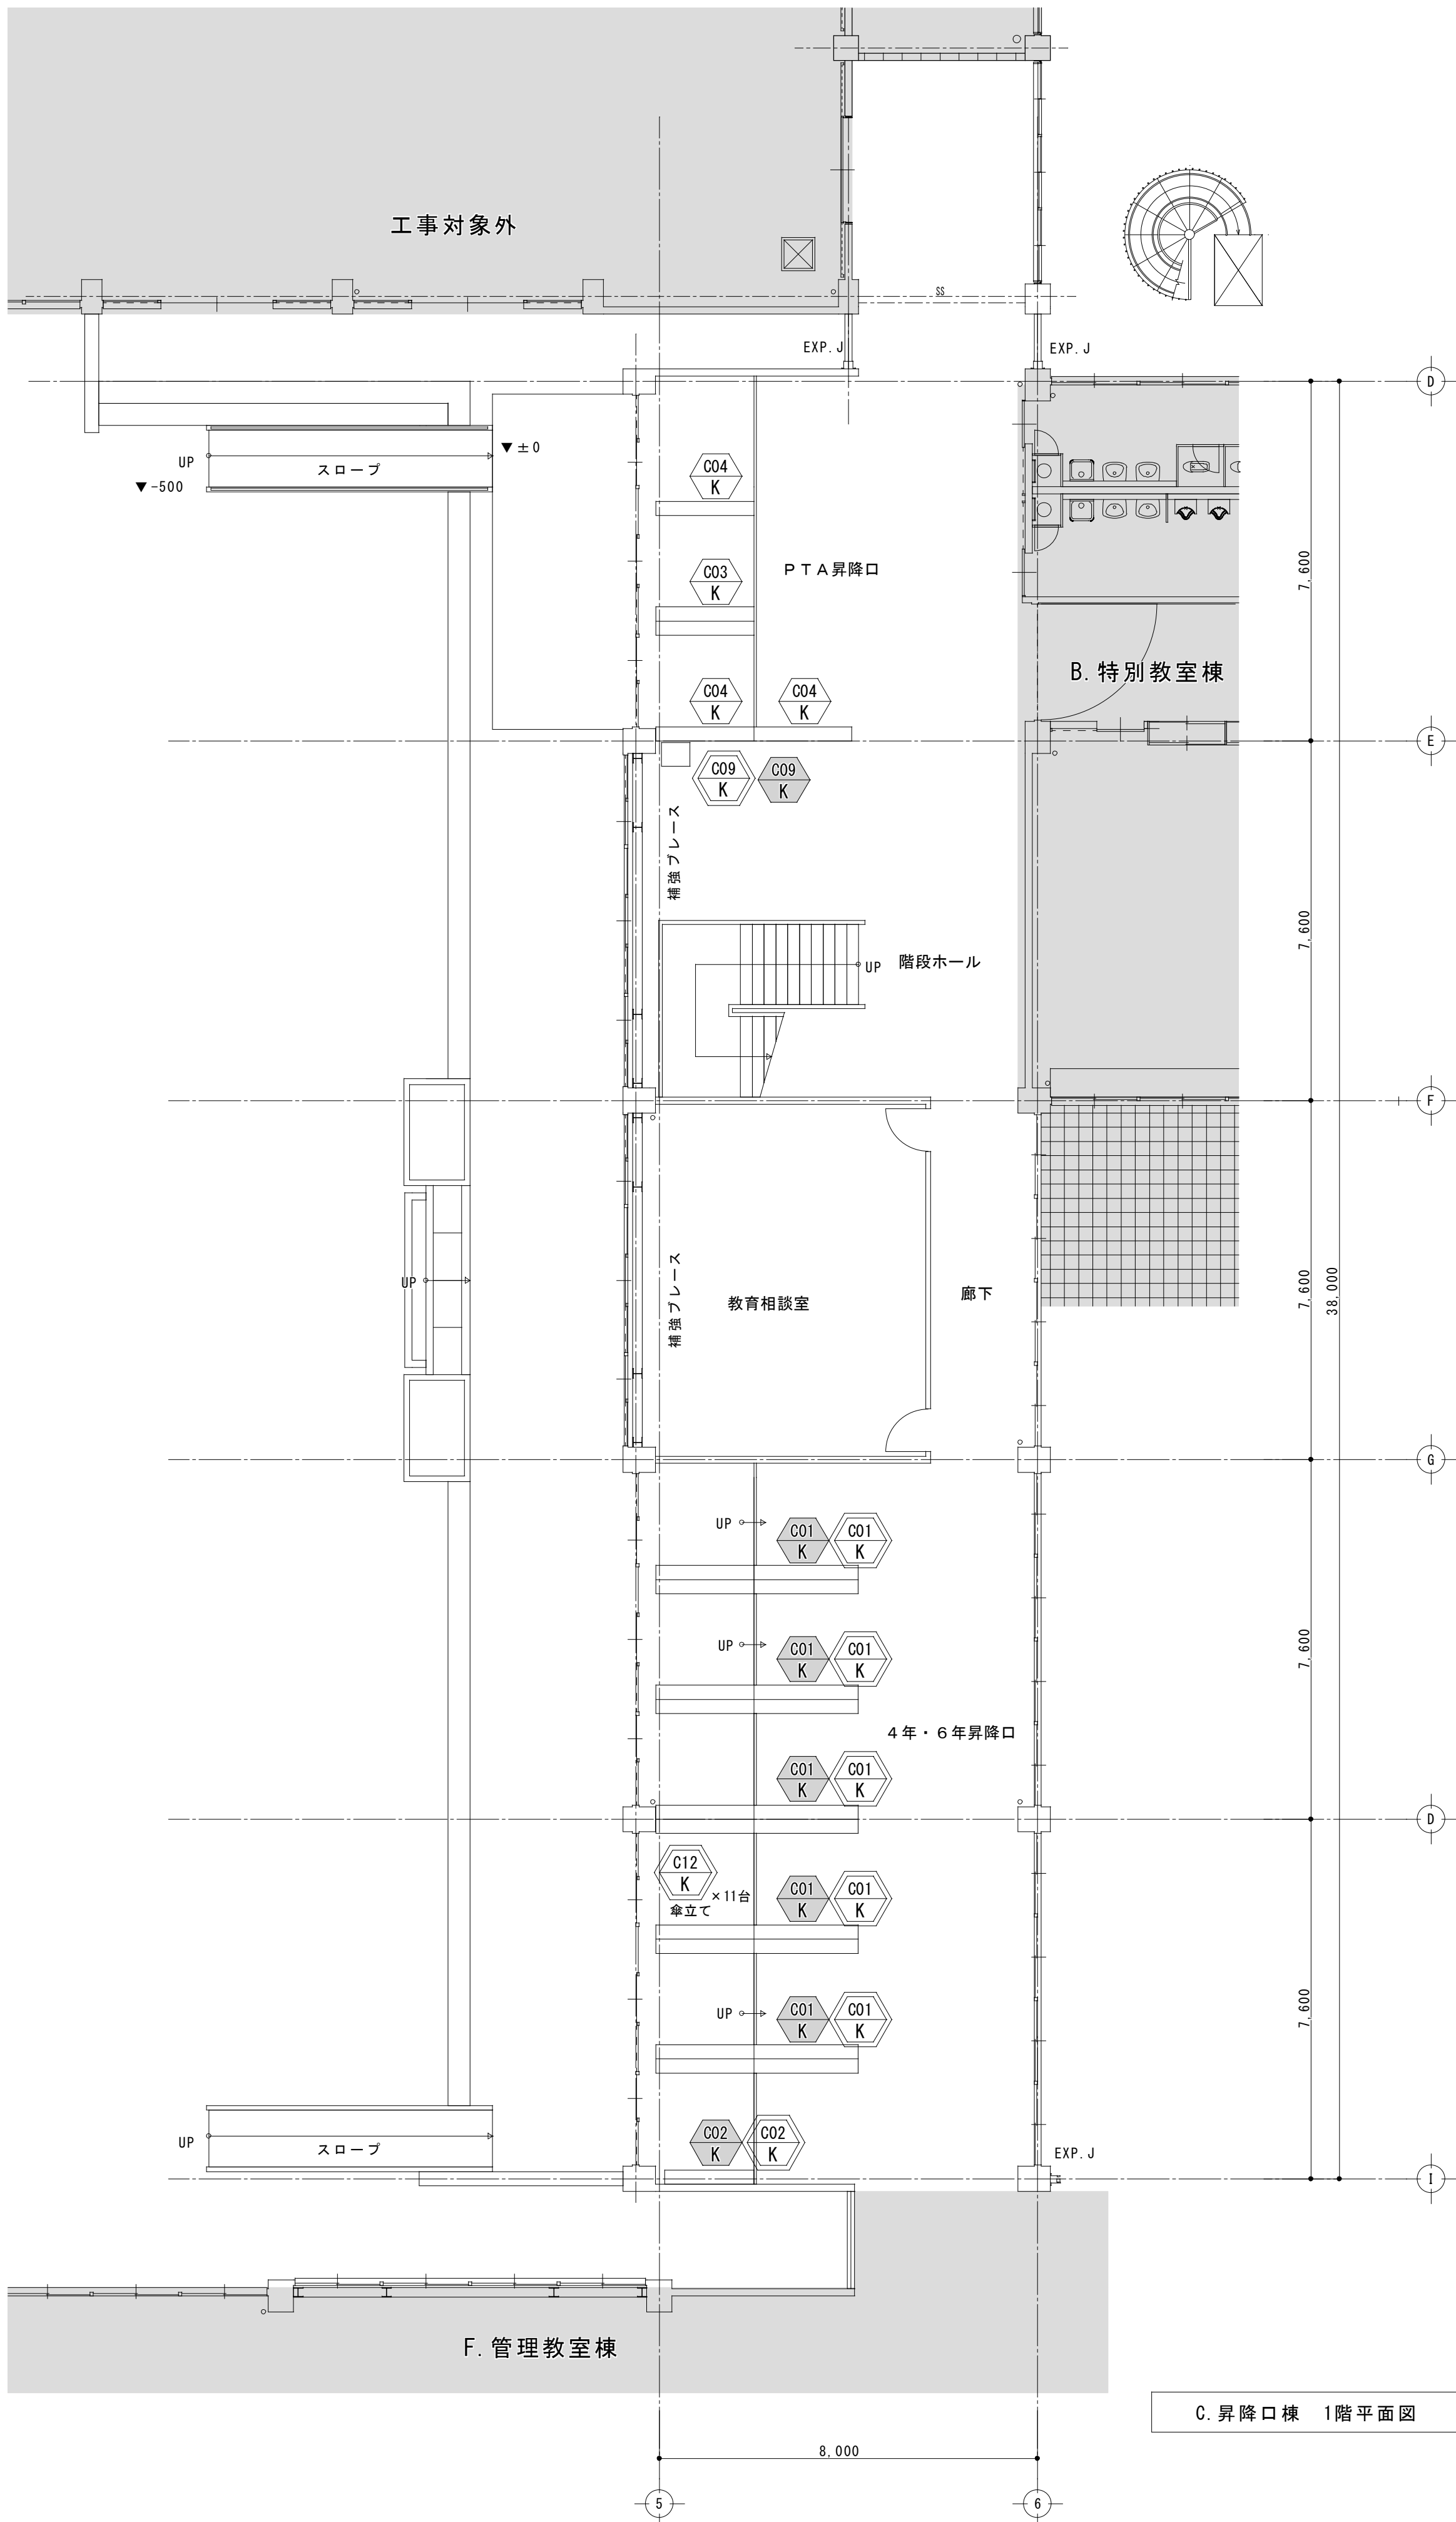 工事対象外
SS
EXP.J
EXP.J
D
▼±0
UP
スロープ
▼-500
C04
K
C03
K
PTA昇降口
7,600
B.特別教室棟
C04
K
C04
K
E
C09
K
C09
K
補強ブレース
7,600
UP
階段ホール
F
UP
補強ブレース
教育相談室
廊下
7,600
38,000
G
UP
C01
K
C01
K
UP
C01
K
C01
K
7,600
4年・6年昇降口
C01
K
C01
K
D
C12
K
×11台
傘立て
C01
K
C01
K
UP
C01
K
C01
K
7,600
UP
スロープ
C02
K
C02
K
EXP.J
I
F.管理教室棟
C.昇降口棟 1階平面図
8,000
5
6